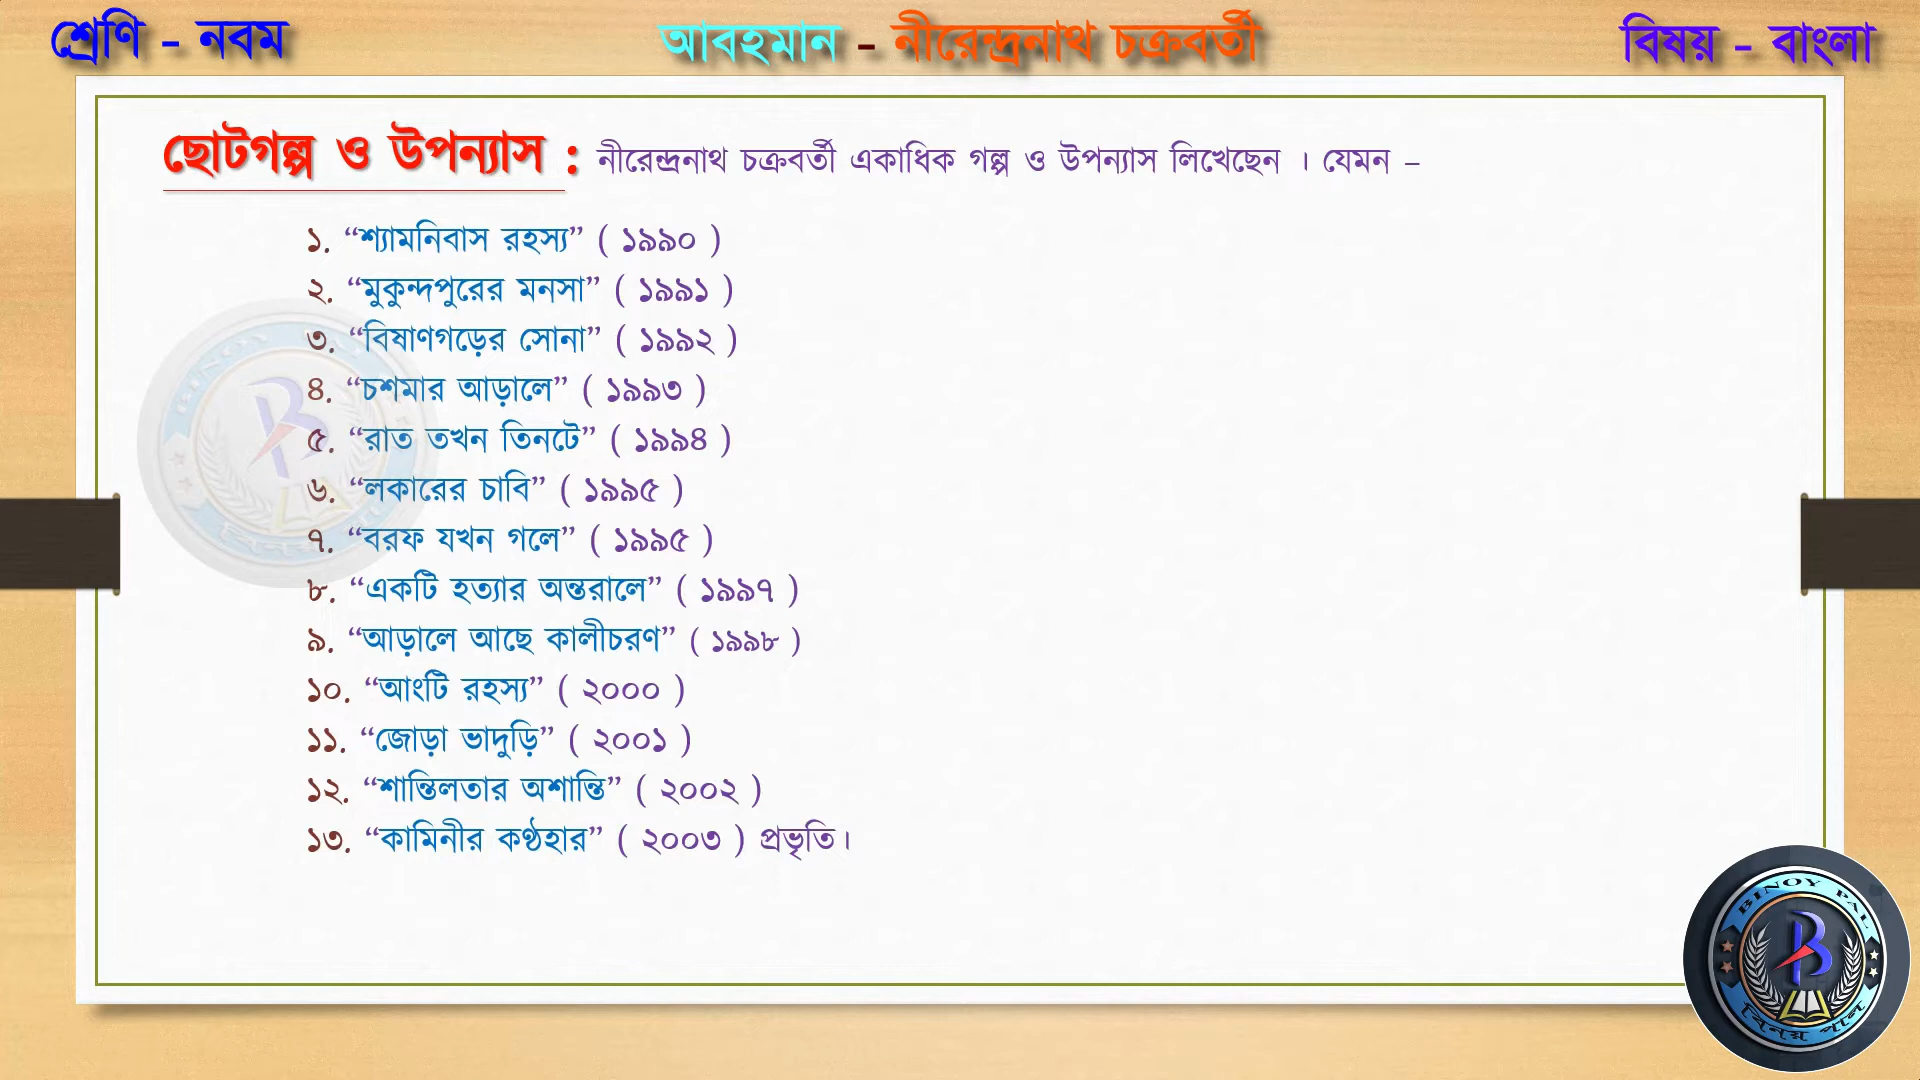 শ্রেণি - নবম
আবহমান - নীরেন্দ্রনাথ চক্রবর্তী
বিষয় - বাংলা
ছোটগল্প ও উপন্যাস : নীরেন্দ্রনাথ চক্রবর্তী একাধিক গল্প ও উপন্যাস লিখেছেন । যেমন –
১. “শ্যামনিবাস রহস্য” ( ১৯৯০ )
২. “মুকুন্দপুরের মনসা” ( ১৯৯১ )
৩. “বিষাণগড়ের সোনা” ( ১৯৯২ )
৪. “চশমার আড়ালে” ( ১৯৯৩ )
৫. “রাত তখন তিনটে” ( ১৯৯৪ )
৬. “লকারের চাবি” ( ১৯৯৫ )
৭. “বরফ যখন গলে” ( ১৯৯৫ )
৮. “একটি হত্যার অন্তরালে” ( ১৯৯৭ )
৯. “আড়ালে আছে কালীচরণ” ( ১৯৯৮ )
১০. “আংটি রহস্য” ( ২০০০ )
১১. “জোড়া ভাদুড়ি” ( ২০০১ )
১২. “শান্তিলতার অশান্তি” ( ২০০২ )
১৩. “কামিনীর কণ্ঠহার” ( ২০০৩ ) প্রভৃতি।
BINOY PAL
B
বিনয় পাল